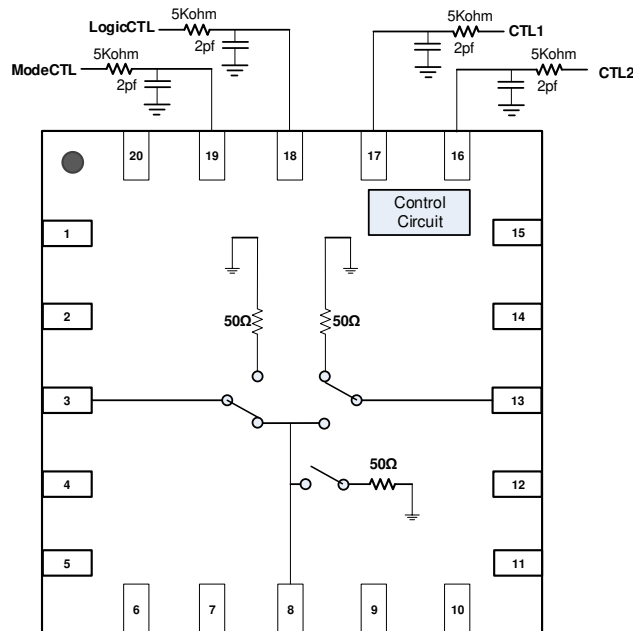 5Kohm
LogicCTL
2pf
5Kohm
ModeCTL
2pf
5Kohm
CTL1
2pf
5Kohm
CTL2
2pf
20
19
18
17
16
Control
Circuit
1
15
2
14
50Ω
50Ω
3
13
50Ω
4
12
5
11
6
7
8
9
10